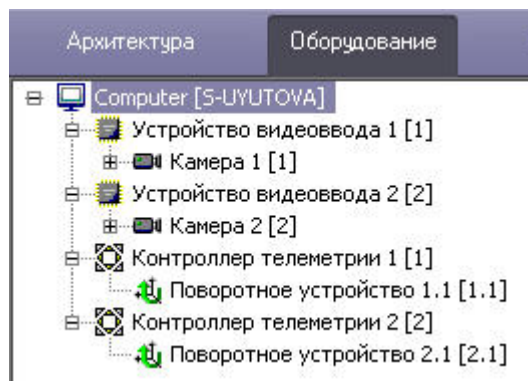 Архитектура Оборудование
Computer [S-UYUTOVA]
Устройство видеоввода 1 [1]
Камера 1 [1]
Устройство видеоввода 2 [2]
Камера 2 [2]
Контроллер телеметрии 1 [1]
Поворотное устройство 1.1 [1.1]
Контроллер телеметрии 2 [2]
Поворотное устройство 2.1 [2.1]